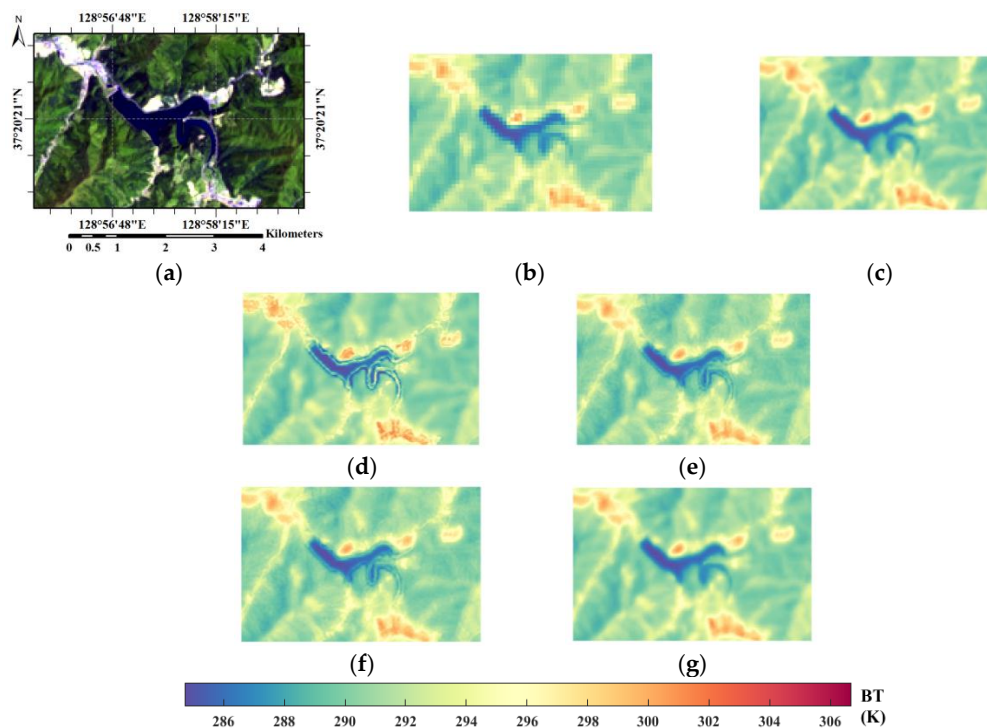 N
128°56'48"E 128°58'15"E
37°20'21"N
37°20'21"N
128°56'48"E 128°58'15"E
Kilometers
0 0.5 1 2 3 4
(a) (b) (c)
(d) (e)
(f) (g)
BT
(K)
286 288 290 292 294 296 298 300 302 304 306